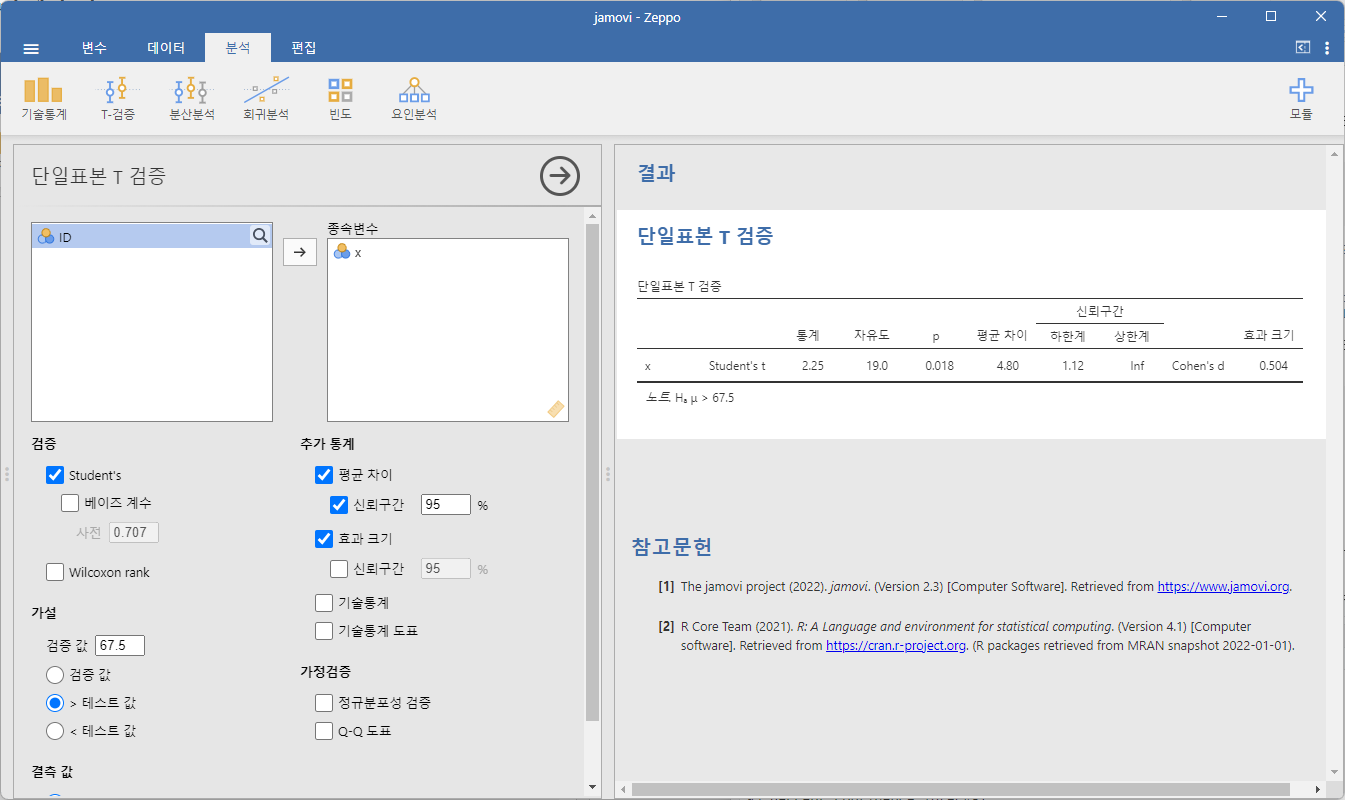 jamovi - Zeppo
변수 데이터 분석 편집
기술통계 T-검증 분산분석 회귀분석 빈도 요인분석 모듈
단일표본 T 검증
ID
종속변수
x
검증
Student's
베이즈 계수
사전 0.707
Wilcoxon rank
가설
검증 값 67.5
검증 값
> 테스트 값
< 테스트 값
결측 값
추가 통계
평균 차이
신뢰구간 95 %
효과 크기
신뢰구간 95 %
기술통계
기술통계 도표
가정검증
정규분포성 검증
Q-Q 도표
결과
단일표본 T 검증
단일표본 T 검증
신뢰구간
통계 자유도 p 평균 차이 하한계 상한계 효과 크기
x Student's t 2.25 19.0 0.018 4.80 1.12 Inf Cohen's d 0.504
노트. Hₐ μ > 67.5
참고문헌
[1] The jamovi project (2022). jamovi. (Version 2.3) [Computer Software]. Retrieved from https://www.jamovi.org.
[2] R Core Team (2021). R: A Language and environment for statistical computing. (Version 4.1) [Computer
software]. Retrieved from https://cran.r-project.org. (R packages retrieved from MRAN snapshot 2022-01-01).